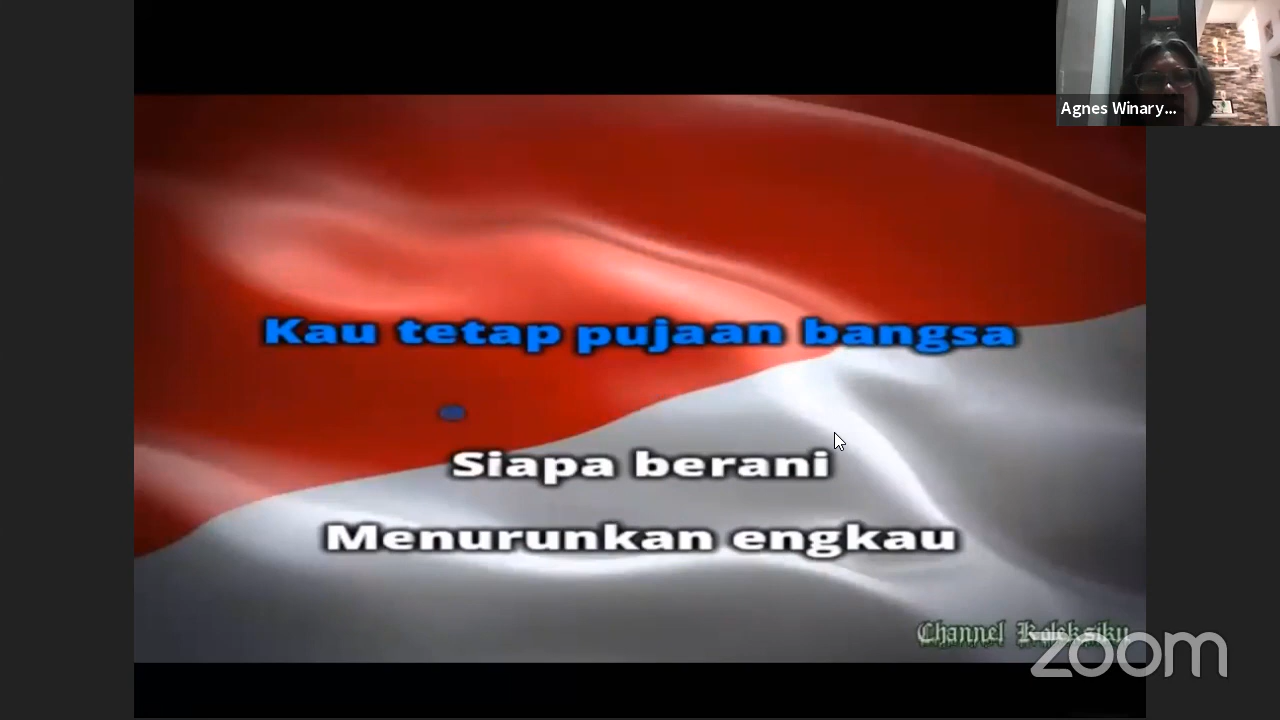 Agnes Winary...
Kau tetap pujaan bangsa
Siapa berani
Menurunkan engkau
Channel Koleksiku
zoom